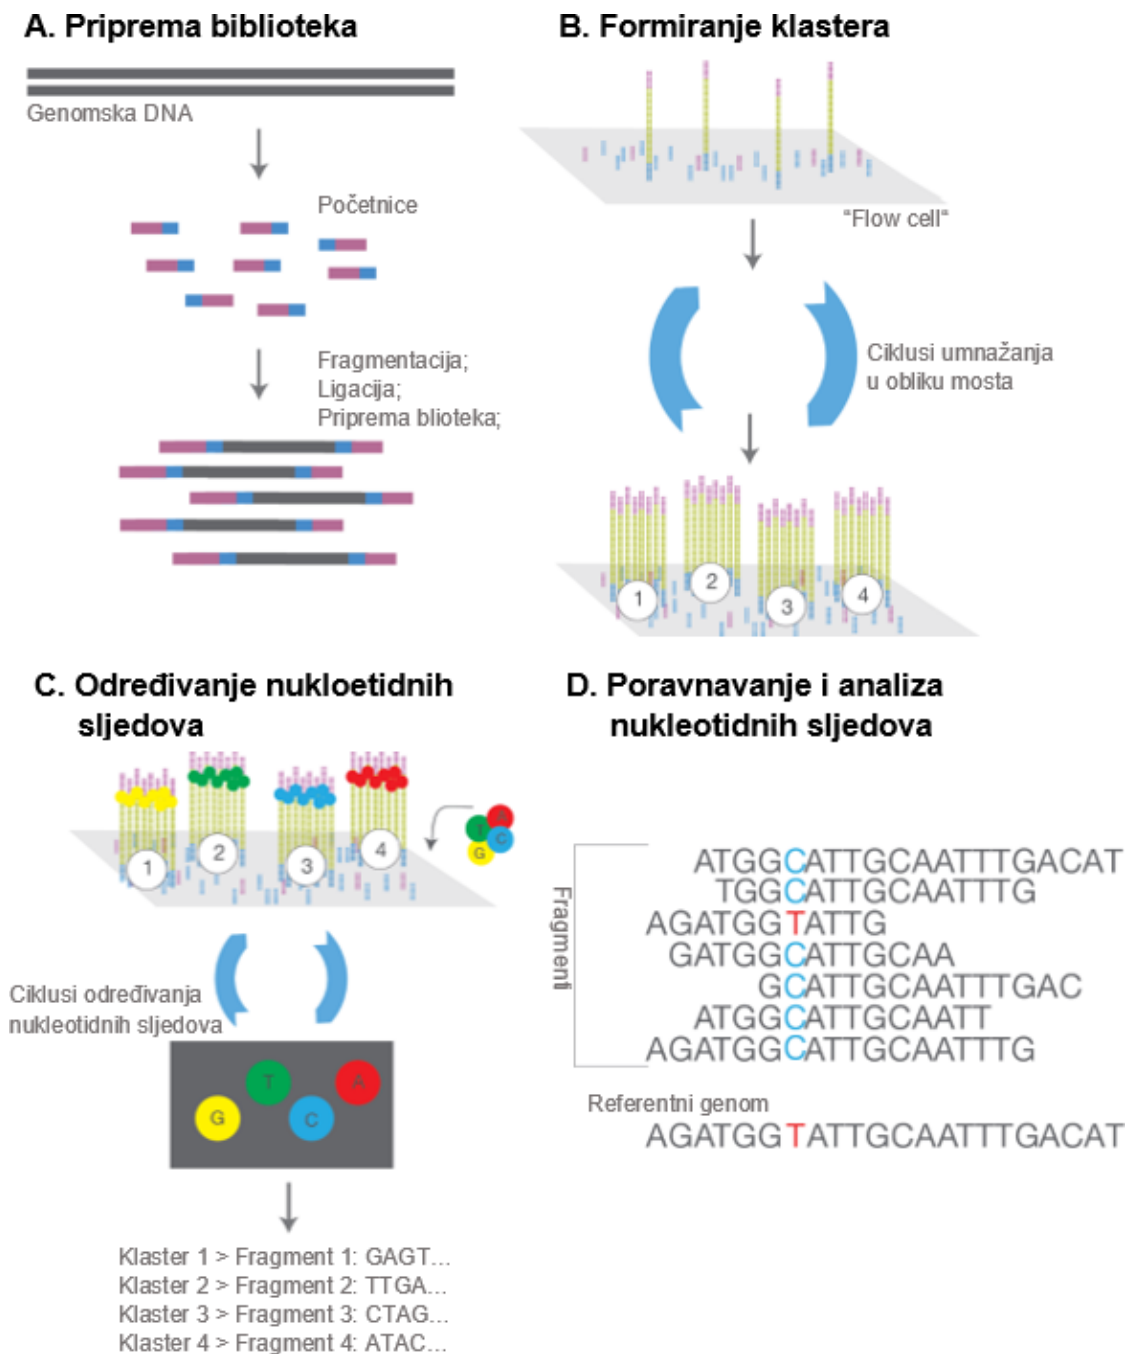 A. Priprema biblioteka
Genomska DNA
Početnice
Fragmentacija;
Ligacija;
Priprema blioteka;
B. Formiranje klastera
"Flow cell"
Ciklusi umnažanja
u obliku mosta
1
2
3
4
C. Određivanje nukloetidnih
sljedova
1
2
3
4
A
T
C
G
Ciklusi određivanja
nukleotidnih sljedova
T
A
G
C
Klaster 1 > Fragment 1: GAGT...
Klaster 2 > Fragment 2: TTGA...
Klaster 3 > Fragment 3: CTAG...
Klaster 4 > Fragment 4: ATAC...
D. Poravnavanje i analiza
nukleotidnih sljedova
Fragmenti
ATGGCATTGCAATTTGACAT
TGGCATTGCAATTTG
AGATGGTATTG
GATGGCATTGCAA
GCATTGCAATTTGAC
ATGGCATTGCAATT
AGATGGCATTGCAATTTG
Referentni genom
AGATGGTATTGCAATTTGACAT